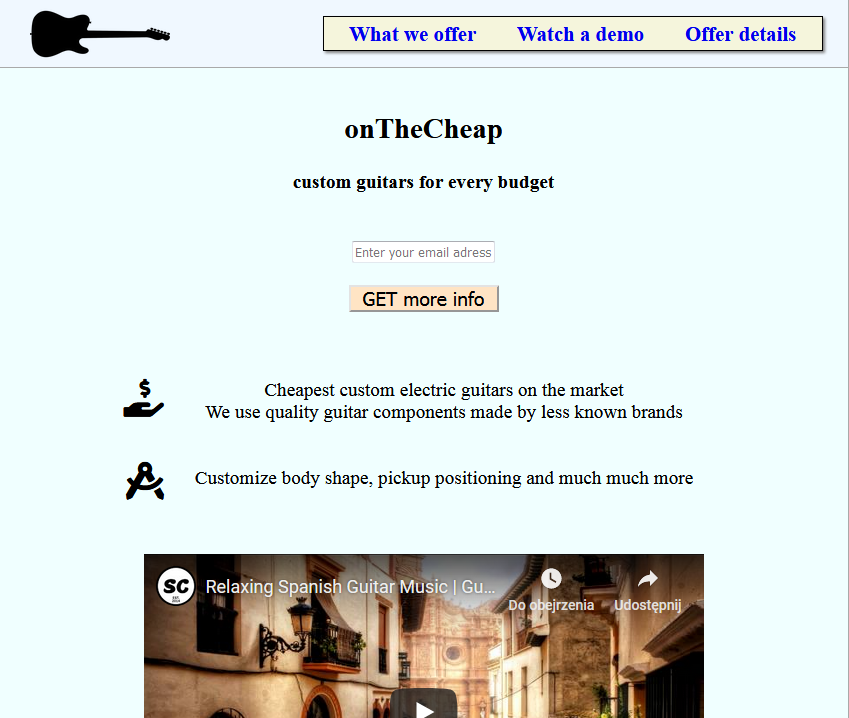 What we offer Watch a demo Offer details
onTheCheap
custom guitars for every budget
Enter your email adress
GET more info
$
Cheapest custom electric guitars on the market
We use quality guitar components made by less known brands
Customize body shape, pickup positioning and much much more
SC Relaxing Spanish Guitar Music | Gu...
Do obejrzenia Udostępnij